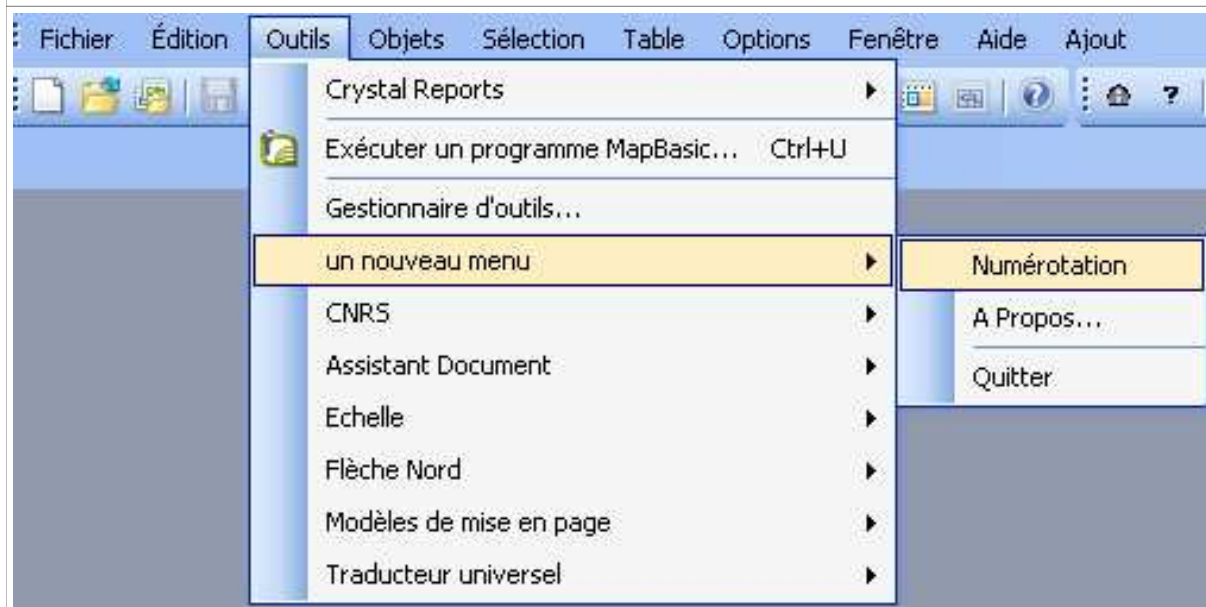 Fichier Édition Outils Objets Sélection Table Options Fenêtre Aide Ajout
Crystal Reports
Exécuter un programme MapBasic... Ctrl+U
Gestionnaire d'outils...
un nouveau menu
Numérotation
CNRS
A Propos...
Assistant Document
Quitter
Echelle
Flèche Nord
Modèles de mise en page
Traducteur universel